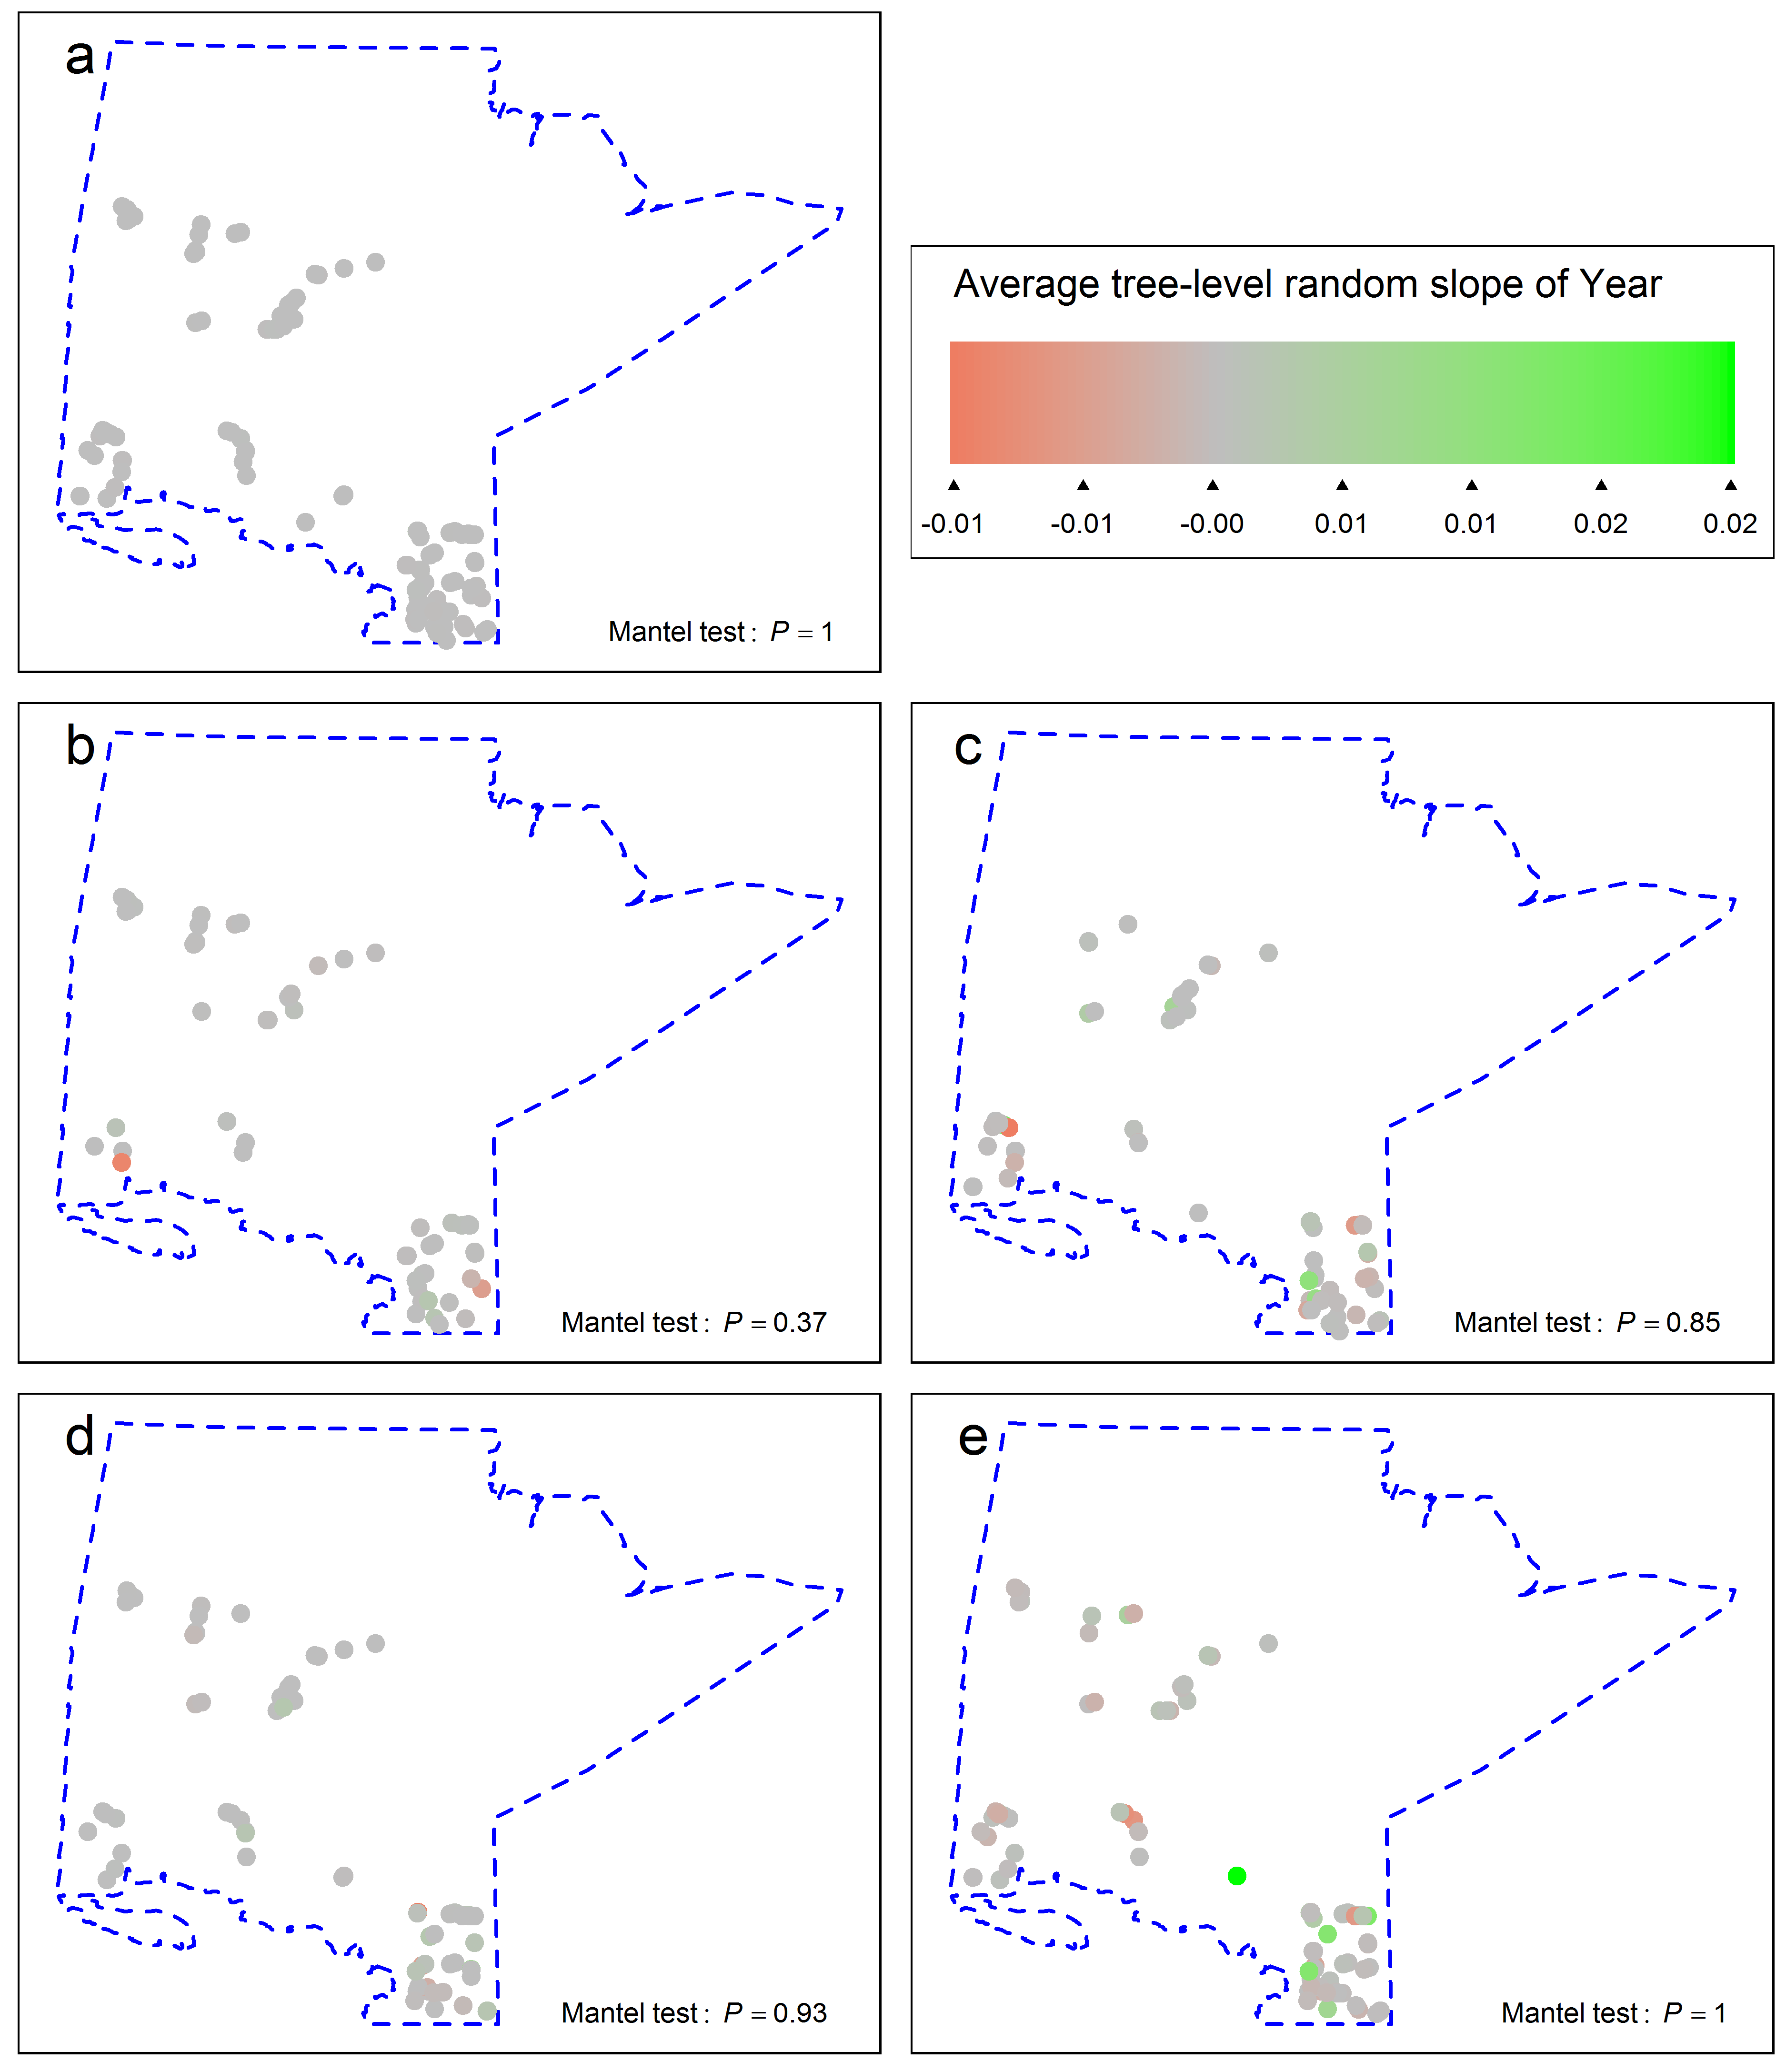 a
Mantel test : P = 1
Average tree-level random slope of Year
-0.01 -0.01 -0.00 0.01 0.01 0.02 0.02
b
Mantel test : P = 0.37
c
Mantel test : P = 0.85
d
Mantel test : P = 0.93
e
Mantel test : P = 1